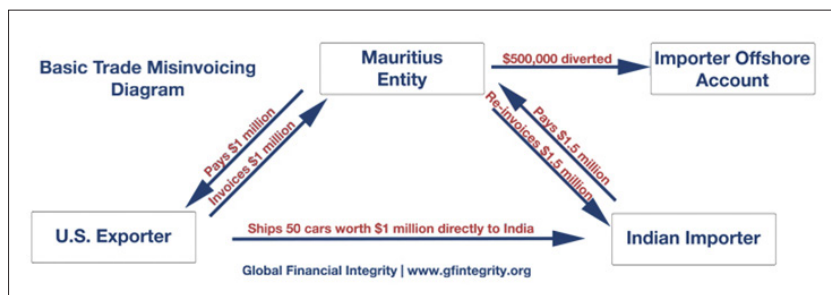 Basic Trade Misinvoicing
Diagram
Mauritius
Entity
$500,000 diverted
Importer Offshore
Account
Pays $1 million
Invoices $1 million
Re-invoices $1.5 million
Pays $1.5 million
U.S. Exporter
Ships 50 cars worth $1 million directly to India
Indian Importer
Global Financial Integrity | www.gfintegrity.org